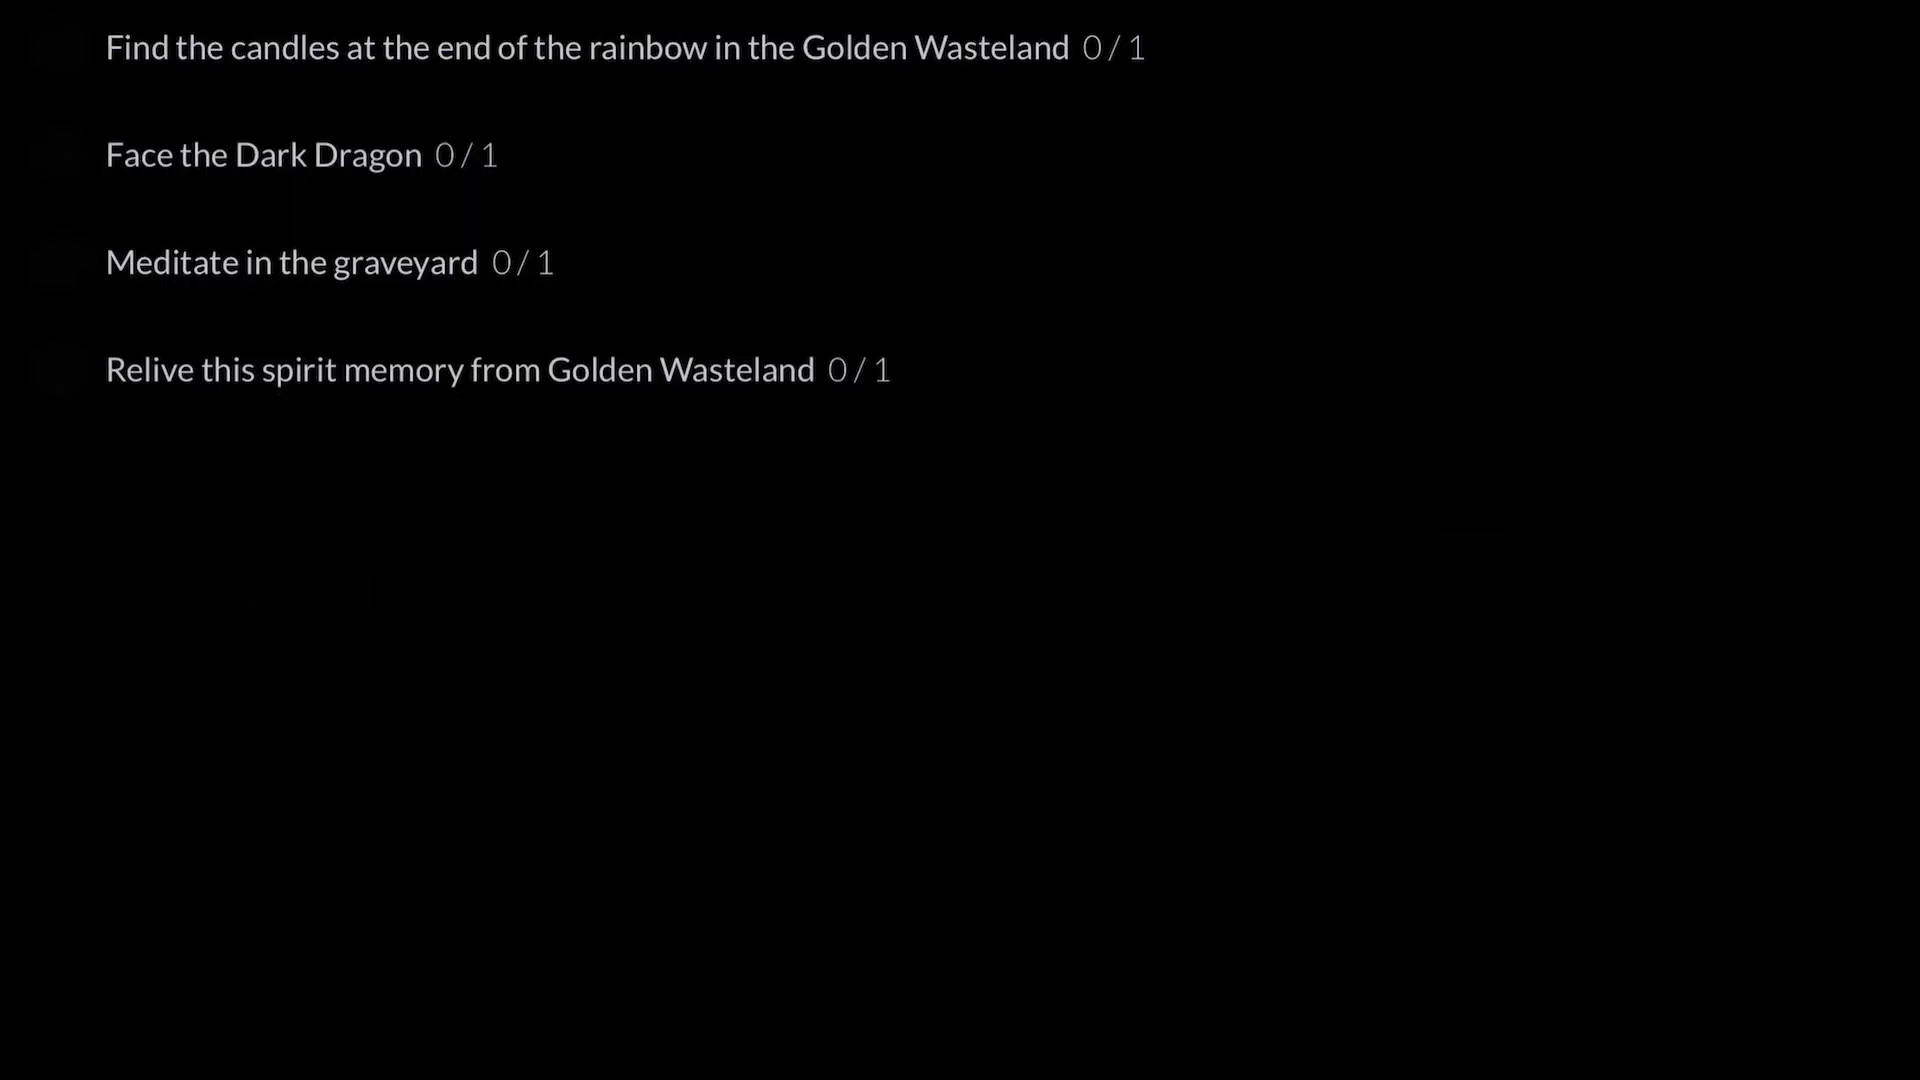 Find the candles at the end of the rainbow in the Golden Wasteland 0 / 1
Face the Dark Dragon 0 / 1
Meditate in the graveyard 0 / 1
Relive this spirit memory from Golden Wasteland 0 / 1